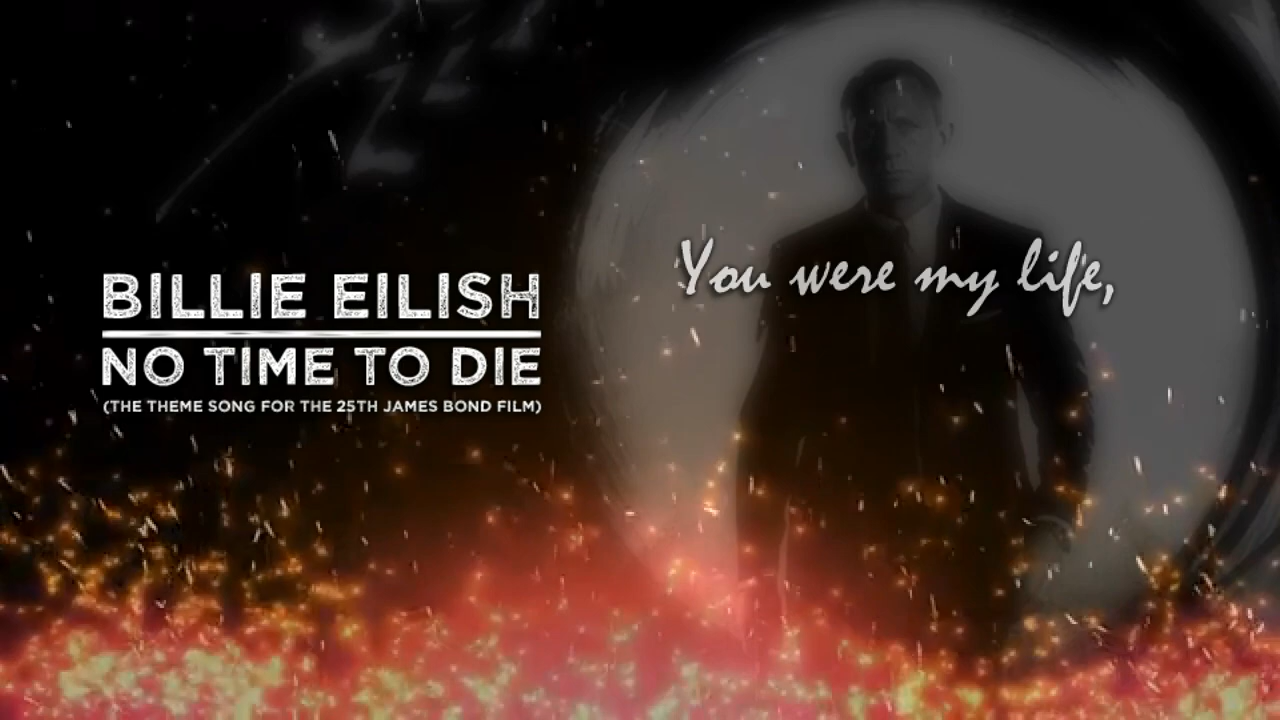 BILLIE EILISH
NO TIME TO DIE
(THE THEME SONG FOR THE 25TH JAMES BOND FILM)
You were my life,